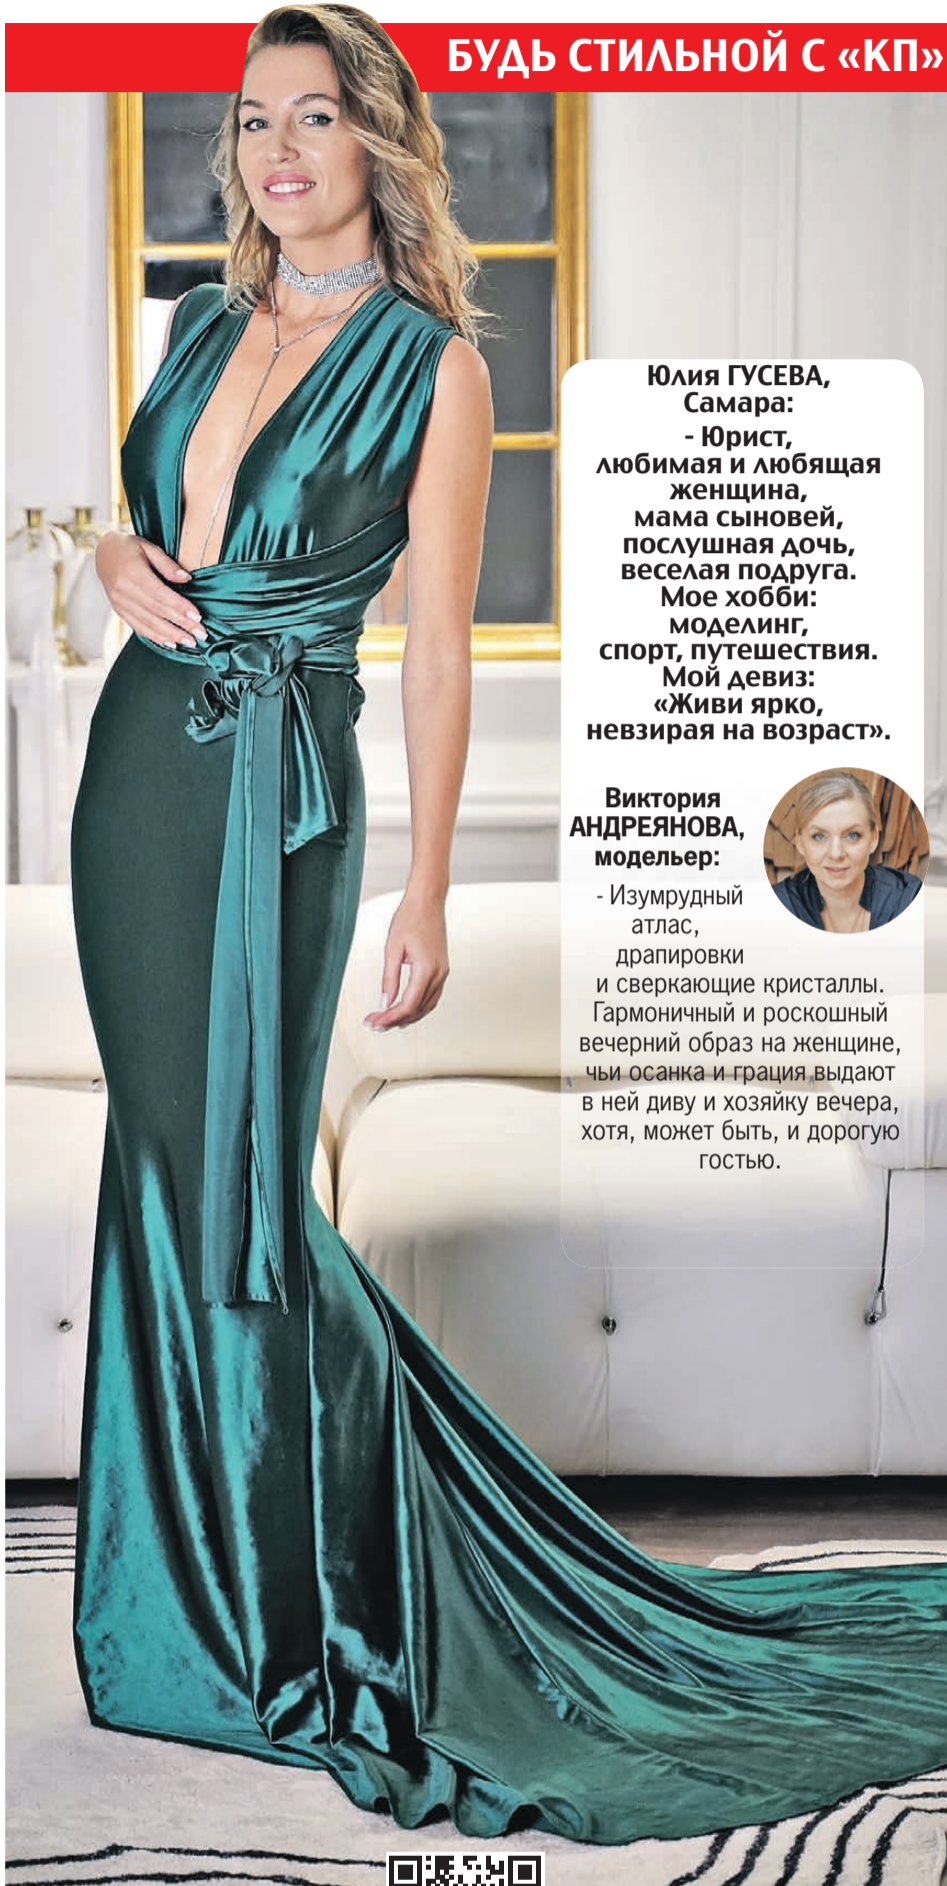 БУДЬ СТИЛЬНОЙ С «КП»
Юлия ГУСЕВА,
Самара:
- Юрист,
любимая и любящая
женщина,
мама сыновей,
послушная дочь,
веселая подруга.
Мое хобби:
моделинг,
спорт, путешествия.
Мой девиз:
«Живи ярко,
невзирая на возраст».
Виктория
АНДРЕЯНОВА,
модельер:
- Изумрудный
атлас,
драпировки
и сверкающие кристаллы.
Гармоничный и роскошный
вечерний образ на женщине,
чьи осанка и грация выдают
в ней диву и хозяйку вечера,
хотя, может быть, и дорогую
гостью.